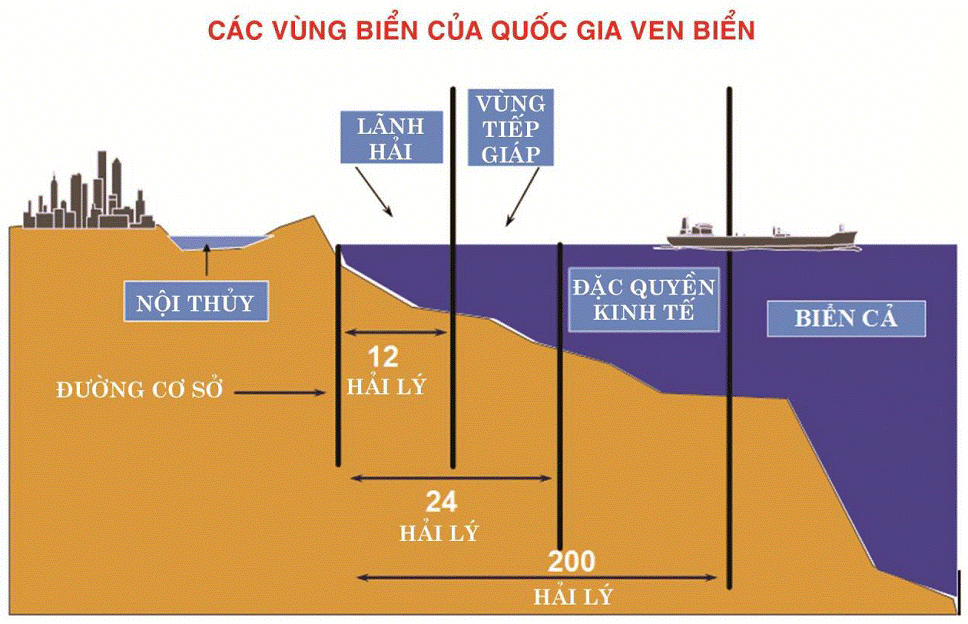 CÁC VÙNG BIỂN CỦA QUỐC GIA VEN BIỂN
LÃNH
HẢI
VÙNG
TIẾP
GIÁP
NỘI THỦY
ĐẶC QUYỀN
KINH TẾ
BIỂN CẢ
12
HẢI LÝ
ĐƯỜNG CƠ SỞ
24
HẢI LÝ
200
HẢI LÝ